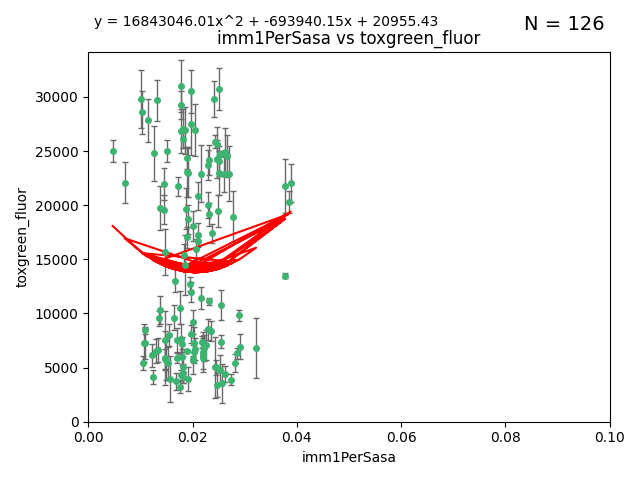 y = 16843046.01x^2 + -693940.15x + 20955.43
N = 126
imm1PerSasa vs toxgreen_fluor
30000
25000
20000
15000
10000
5000
0
toxgreen_fluor
0.00 0.02 0.04 0.06 0.08 0.10
imm1PerSasa